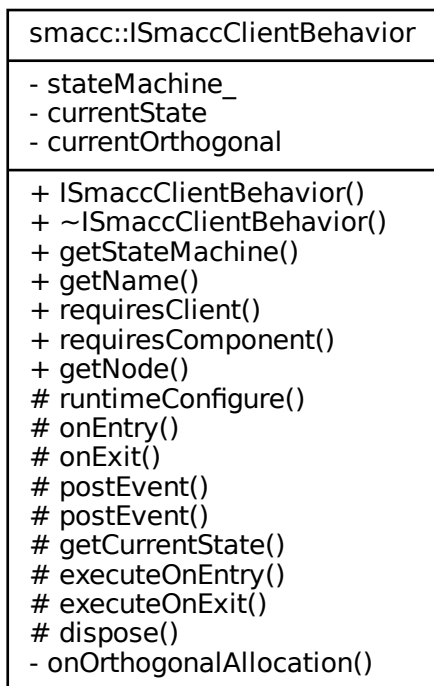 smacc::ISmaccClientBehavior
- stateMachine_
- currentState
- currentOrthogonal
+ ISmaccClientBehavior()
+ ~ISmaccClientBehavior()
+ getStateMachine()
+ getName()
+ requiresClient()
+ requiresComponent()
+ getNode()
# runtimeConfigure()
# onEntry()
# onExit()
# postEvent()
# postEvent()
# getCurrentState()
# executeOnEntry()
# executeOnExit()
# dispose()
- onOrthogonalAllocation()